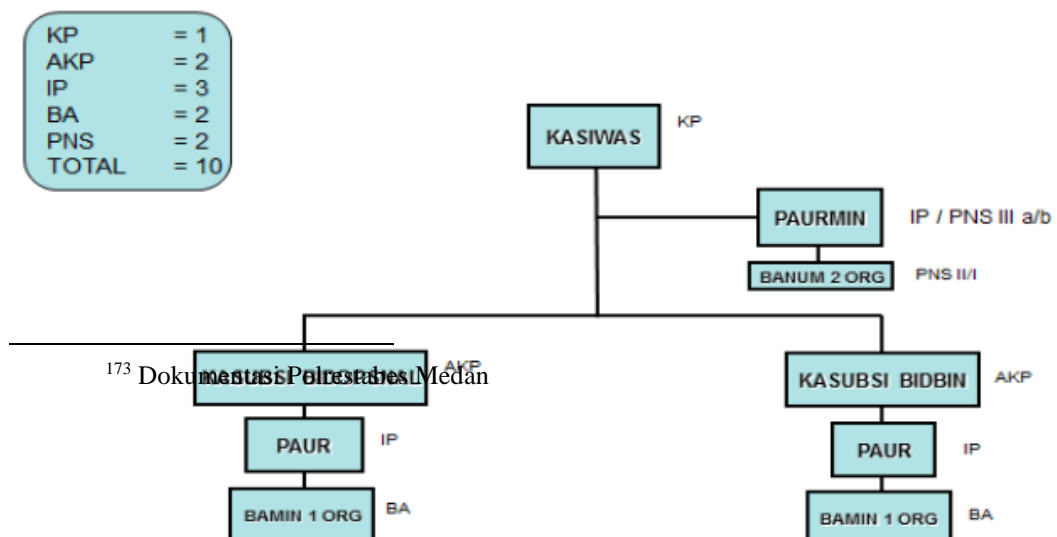 KP = 1
AKP = 2
IP = 3
BA = 2
PNS = 2
TOTAL = 10
KASIWAS KP
PAURMIN IP / PNS III a/b
BANUM 2 ORG PNS II/I
173 Dokumentasi Polrestabes Medan
KASUBSI BIDOPSNAL AKP
KASUBSI BIDBIN AKP
PAUR IP
PAUR IP
BAMIN 1 ORG BA
BAMIN 1 ORG BA